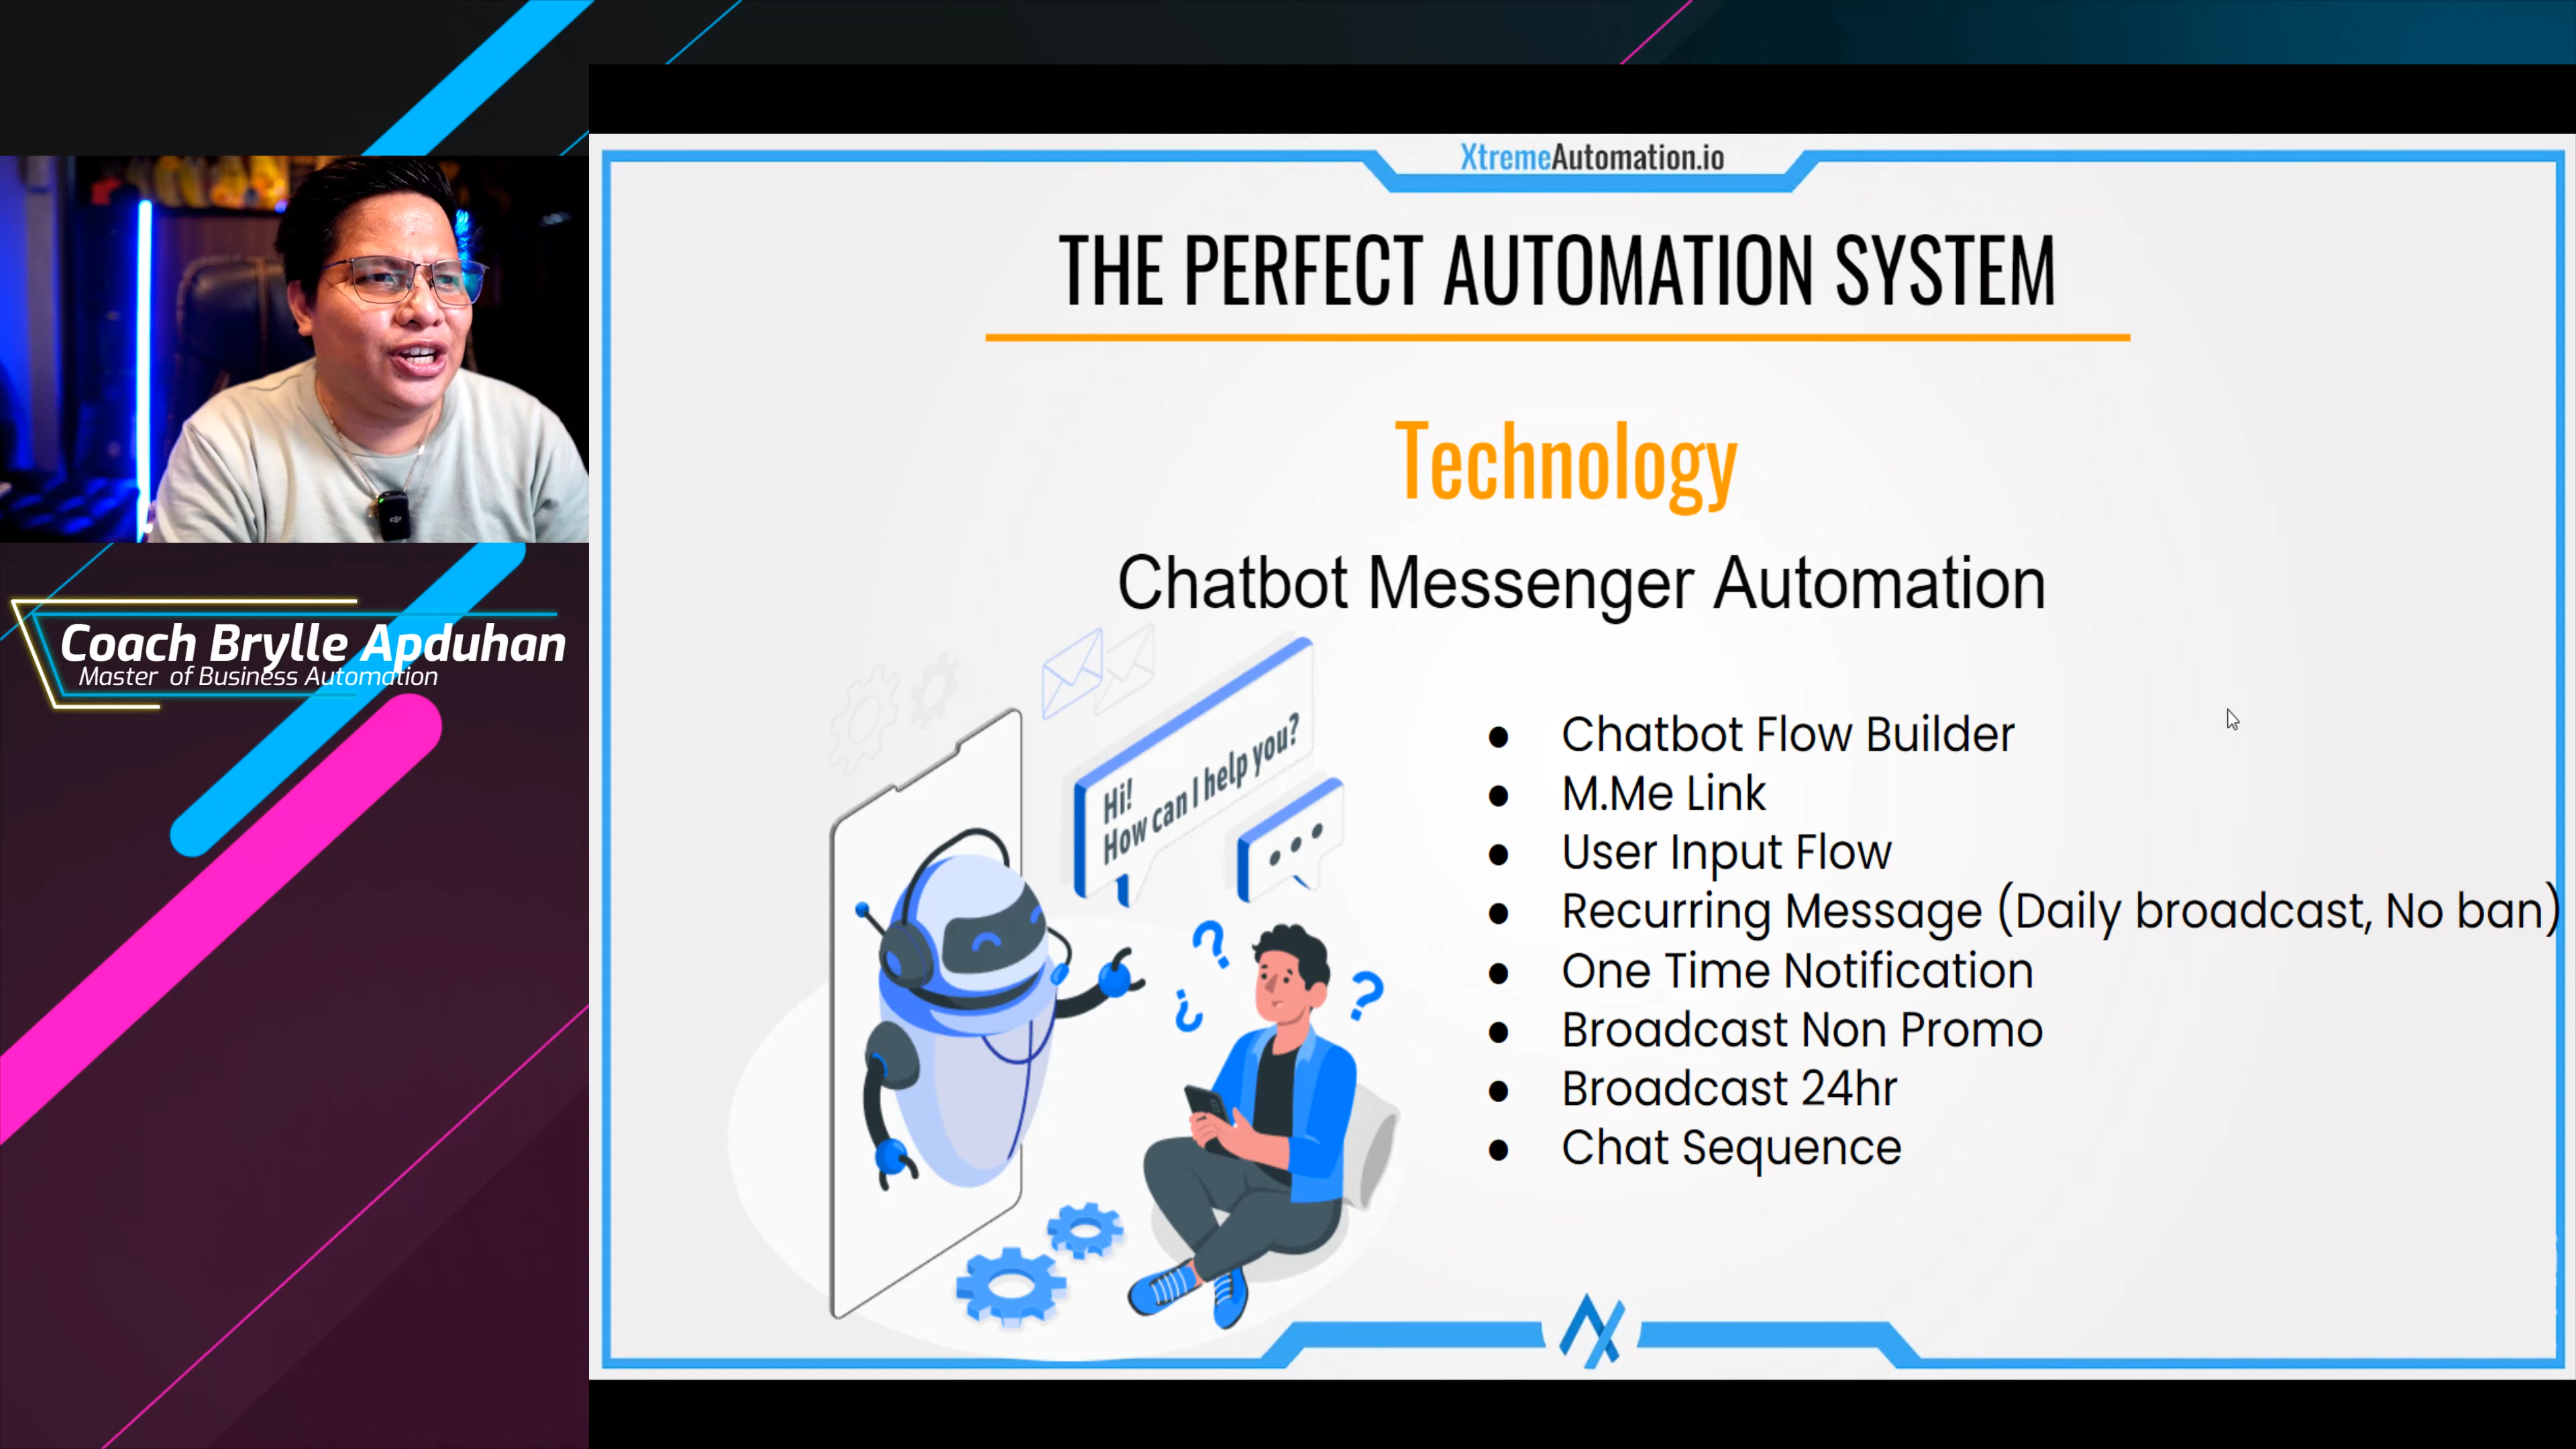 XtremeAutomation.io
THE PERFECT AUTOMATION SYSTEM
Technology
Chatbot Messenger Automation
Coach Brylle Apduhan
Master of Business Automation
Hi!
How can I help you?
● Chatbot Flow Builder
● M.Me Link
● User Input Flow
● Recurring Message (Daily broadcast, No ban)
● One Time Notification
● Broadcast Non Promo
● Broadcast 24hr
● Chat Sequence